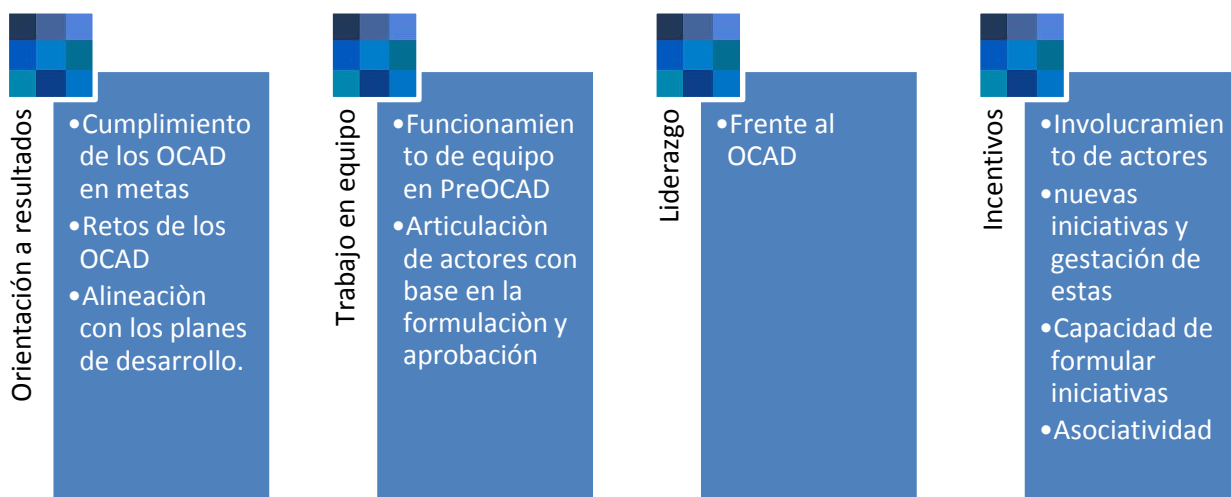 Orientación a resultados
•Cumplimiento
de los OCAD
en metas
•Retos de los
OCAD
•Alineaciòn
con los planes
de desarrollo.
Trabajo en equipo
•Funcionamien
to de equipo
en PreOCAD
•Articulaciòn
de actores con
base en la
formulaciòn y
aprobación
Liderazgo
•Frente al
OCAD
Incentivos
•Involucramien
to de actores
•nuevas
iniciativas y
gestación de
estas
•Capacidad de
formular
iniciativas
•Asociatividad